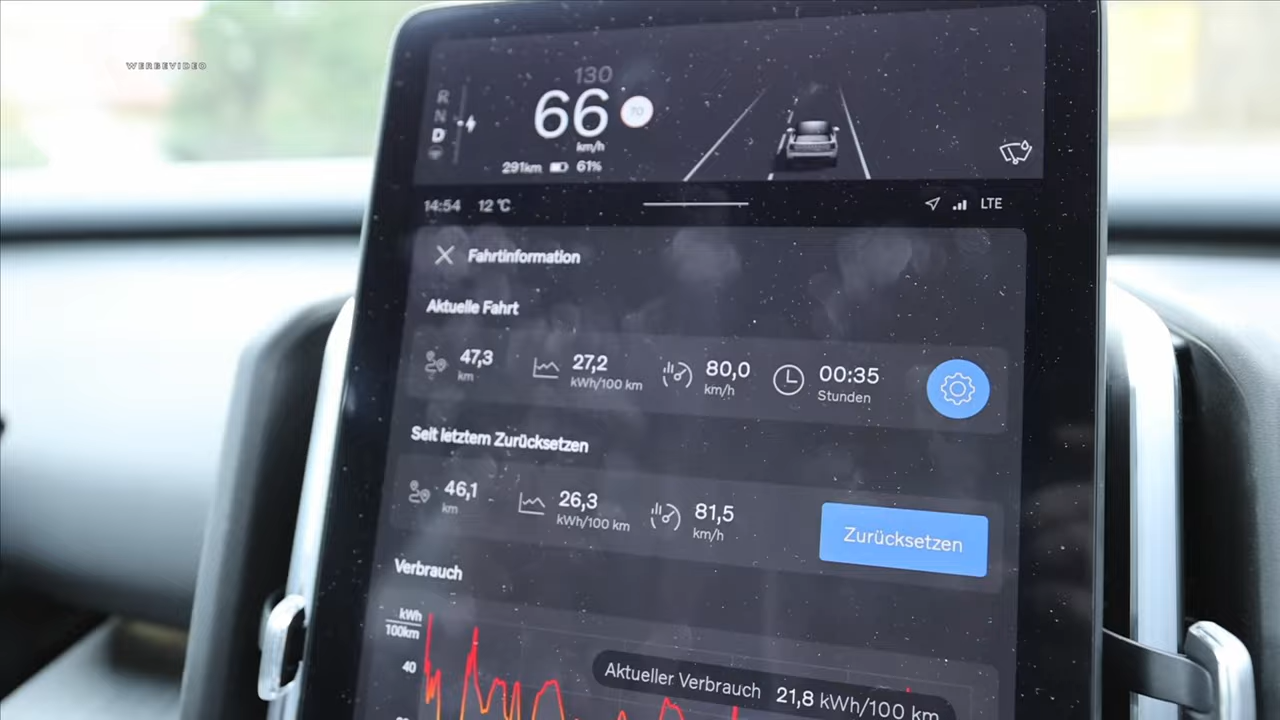 WERBEVIDEO
130
R
N
D
66
70
km/h
291km 61%
14:54 12 °C
LTE
Fahrtinformation
Aktuelle Fahrt
47,3 km
27,2 kWh/100 km
80,0 km/h
00:35 Stunden
Seit letztem Zurücksetzen
46,1 km
26,3 kWh/100 km
81,5 km/h
Zurücksetzen
Verbrauch
kWh
100km
40
Aktueller Verbrauch 21,8 kWh/100 km